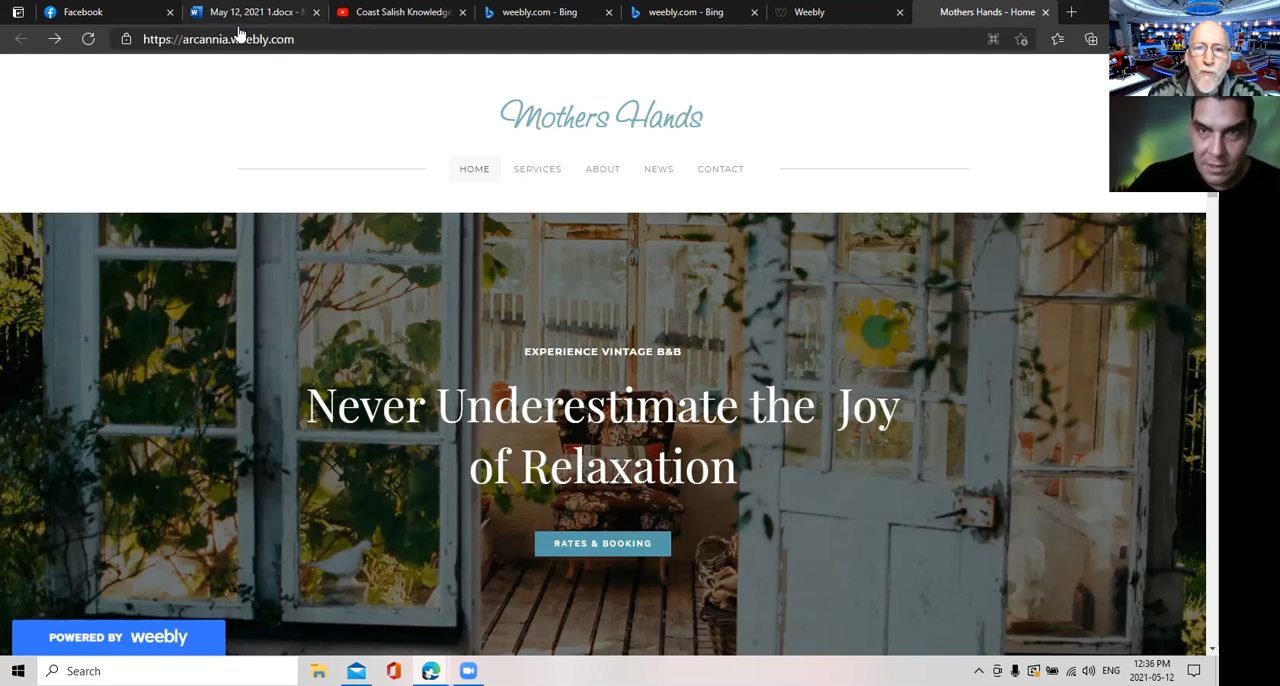 Facebook
May 12, 2021 1.docx - M
Coast Salish Knowledge
weebly.com - Bing
weebly.com - Bing
Weebly
Mothers Hands - Home
https://arcannia.weebly.com
Mothers Hands
HOME SERVICES ABOUT NEWS CONTACT
EXPERIENCE VINTAGE B&B
Never Underestimate the Joy
of Relaxation
RATES & BOOKING
POWERED BY weebly
Search
ENG
12:36 PM
2021-05-12